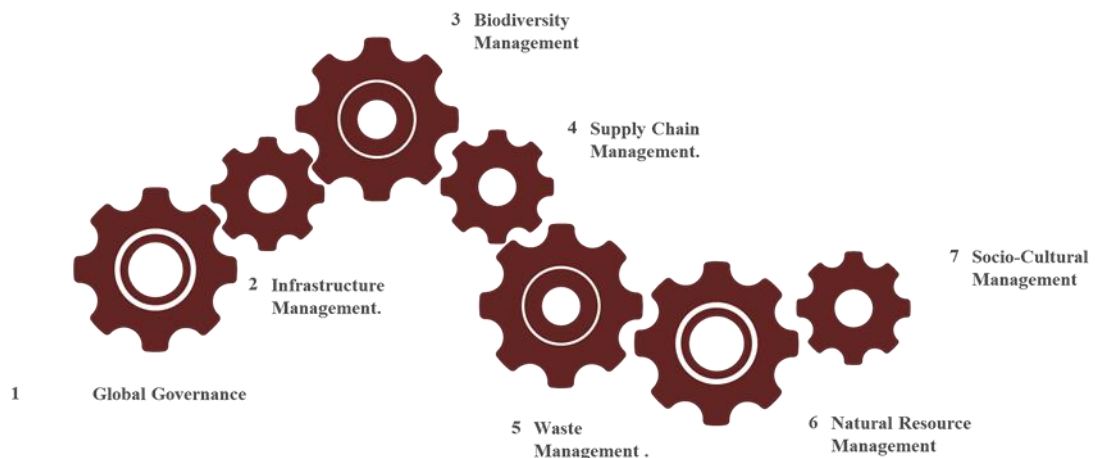 1 Global Governance
2 Infrastructure
Management.
3 Biodiversity
Management
4 Supply Chain
Management.
5 Waste
Management .
6 Natural Resource
Management
7 Socio-Cultural
Management